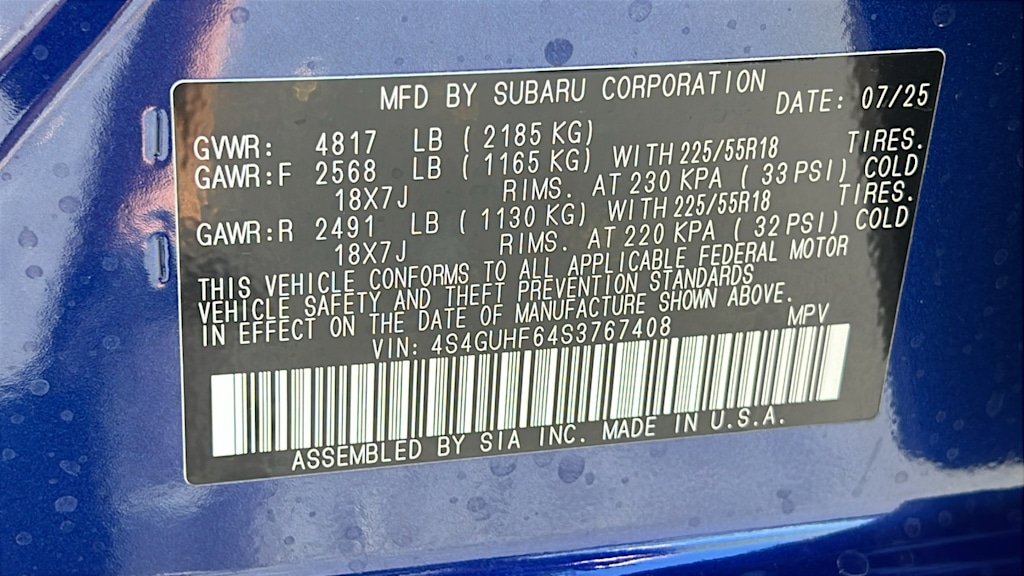 MFD BY SUBARU CORPORATION DATE: 07/25
GVWR: 4817 LB ( 2185 KG)
GAWR:F 2568 LB ( 1165 KG) WITH 225/55R18 TIRES.
18X7J RIMS. AT 230 KPA ( 33 PSI) COLD
GAWR:R 2491 LB ( 1130 KG) WITH 225/55R18 TIRES.
18X7J RIMS. AT 220 KPA ( 32 PSI) COLD
THIS VEHICLE CONFORMS TO ALL APPLICABLE FEDERAL MOTOR
VEHICLE SAFETY AND THEFT PREVENTION STANDARDS
IN EFFECT ON THE DATE OF MANUFACTURE SHOWN ABOVE.
VIN: 4S4GUHF64S3767408 MPV
ASSEMBLED BY SIA INC. MADE IN U.S.A.